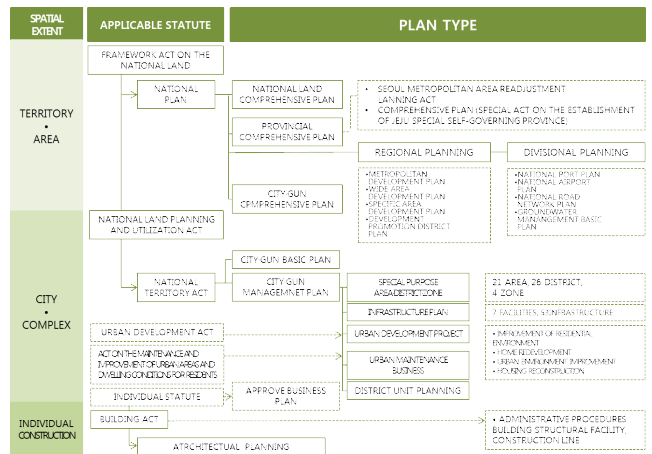 SPATIAL
EXTENT
APPLICABLE STATUTE
PLAN TYPE
TERRITORY
•
AREA
FRAMEWORK ACT ON THE
NATIONAL LAND
NATIONAL
PLAN
NATIONAL LAND
COMPREHENSIVE PLAN
• SEOUL METROPOLITAN AREA READJUSTMENT
LANNING ACT
• COMPREHENSIVE PLAN (SPECIAL ACT ON THE ESTABLISHMENT
OF JEJU SPECIAL SELF-GOVERNING PROVINCE)
PROVINCIAL
COMPREHENSIVE PLAN
REGIONAL PLANNING
DIVISIONAL PLANNING
•METROPOLITAN
DEVELOPMENT PLAN
•WIDE AREA
DEVELOPMENT PLAN
•SPECIFIC AREA
DEVELOPMENT PLAN
•DEVELOPMENT
PROMOTION DISTRICT
PLAN
•NATIONAL PORT PLAN
•NATIONAL AIRPORT
PLAN
•NATIONAL ROAD
NETWORK PLAN
•GROUNDWATER
MANGANEMENT BASIC
PLAN
CITY·GUN
CPMPREHENSIVE PLAN
CITY
•
COMPLEX
NATIONAL LAND PLANNING
AND UTILIZATION ACT
NATIONAL
TERRITORY ACT
CITY·GUN BASIC PLAN
CITY·GUN
MANAGEMNET PLAN
SPECIAL PURPOSE
AREA·DISTRICT·ZONE
21 AREA, 26 DISTRICT,
4 ZONE
INFRASTRUCTURE PLAN
7 FACILITIES, 53INFRASTRUCTURE
URBAN DEVELOPMENT ACT
URBAN DEVELOPMENT PROJECT
• IMPROVEMENT OF RESIDENTIAL
ENVIRONMENT
• HOME REDEVELOPMENT
• URBAN ENVIRONMENT IMPROVEMENT
• HOUSING RECONSTRUCTION
ACT ON THE MAINTENANCE AND
IMPROVEMENT OF URBAN AREAS AND
DWELLING CONDITIONS FOR RESIDENTS
URBAN MAINTENANCE
BUSINESS
INDIVIDUAL STATUTE
APPROVE BUSINESS
PLAN
DISTRICT UNIT PLANNING
INDIVIDUAL
CONSTRUCTION
BUILDING ACT
• ADMINISTRATIVE PROCEDURES
BUILDING STRUCTURAL FACILITY,
CONSTRUCTION LINE
ATRCHITECTUAL PLANNING